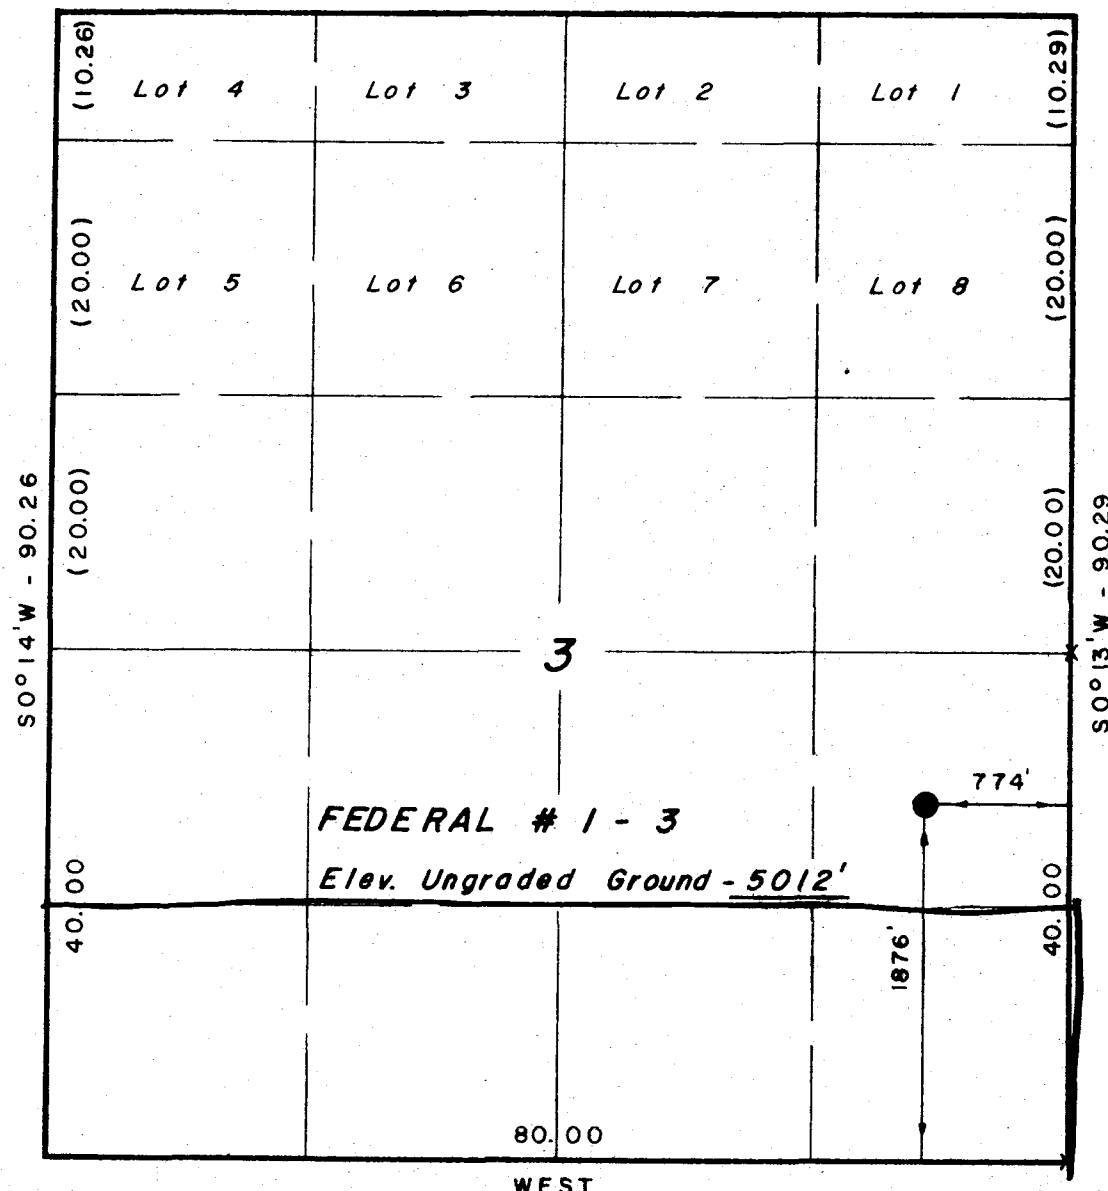 (10.26) Lot 4 Lot 3 Lot 2 Lot 1 (10.29)
(20.00) Lot 5 Lot 6 Lot 7 Lot 8 (20.00)
(20.00) (20.00)
S0°14'W - 90.26
S0°13'W - 90.29
3
774'
FEDERAL # 1 - 3
Elev. Ungraded Ground - 5012'
40.00 40.00
1876'
80.00
WEST